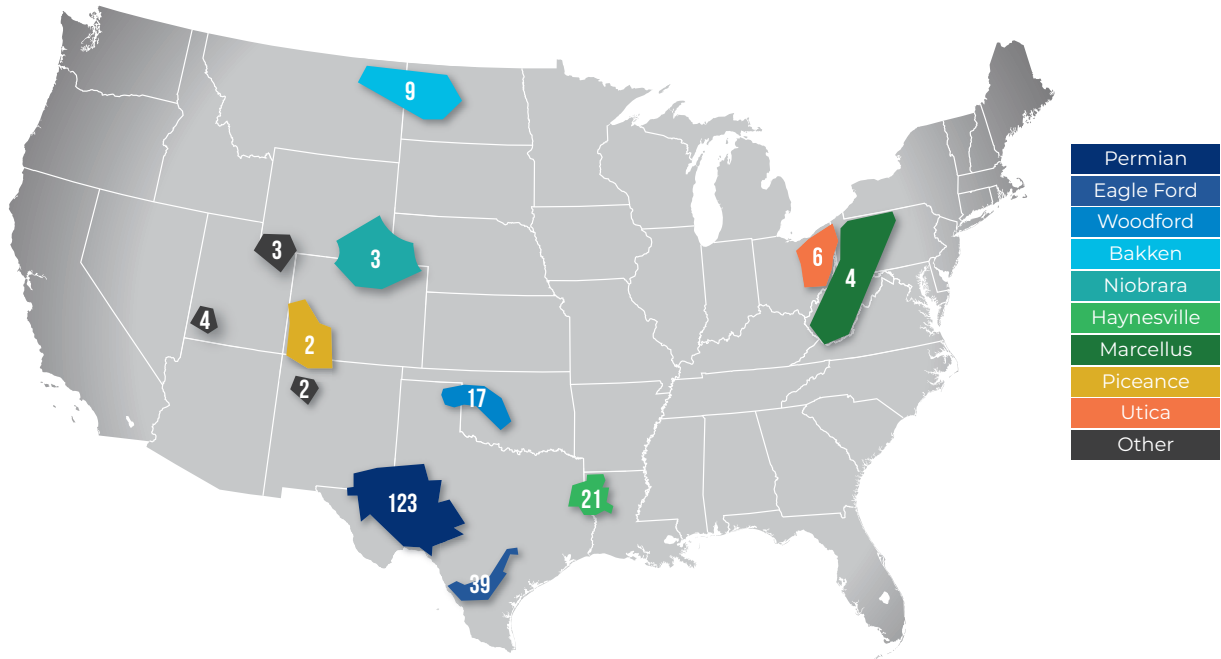 9
3
3
4
2
2
17
123
21
39
6
4
Permian
Eagle Ford
Woodford
Bakken
Niobrara
Haynesville
Marcellus
Piceance
Utica
Other